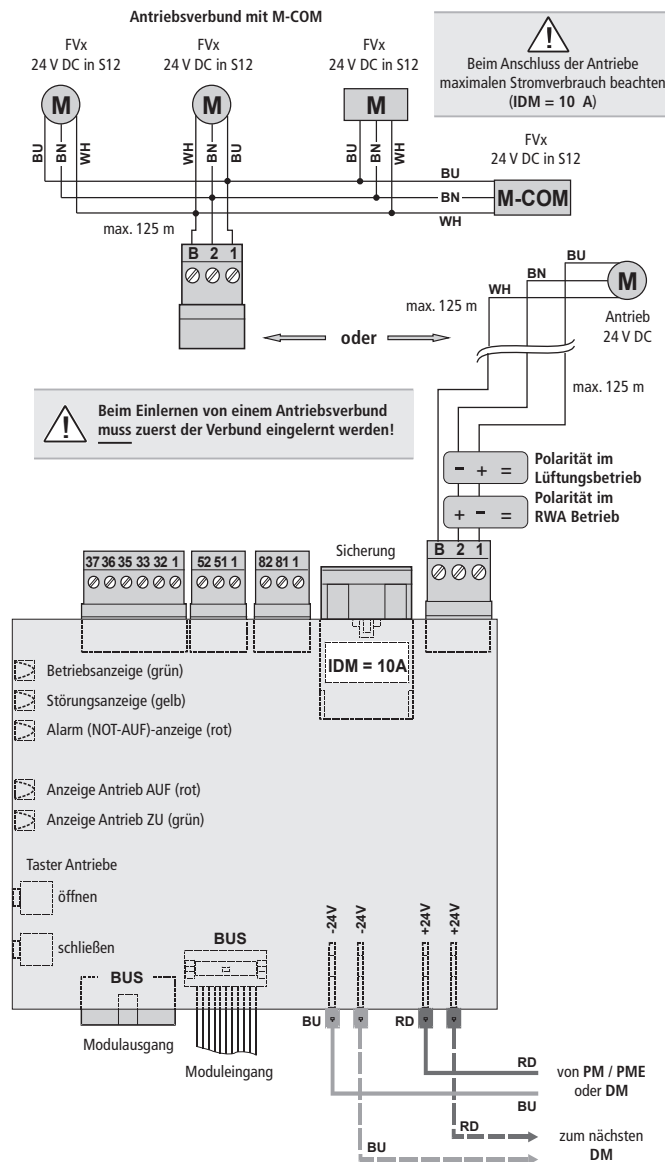 Antriebsverbund mit M-COM
FVx
24 V DC in S12
FVx
24 V DC in S12
FVx
24 V DC in S12
Beim Anschluss der Antriebe
maximalen Stromverbrauch beachten
(IDM = 10 A)
M
M
M
BU
BN
WH
WH
BN
BU
BU
BN
WH
FVx
24 V DC in S12
BU
BN
WH
M-COM
max. 125 m
B 2 1
oder
max. 125 m
BU
BN
WH
M
Antrieb
24 V DC
max. 125 m
Beim Einlernen von einem Antriebsverbund
muss zuerst der Verbund eingelernt werden!
- + =
Polarität im
Lüftungsbetrieb
+ - =
Polarität im
RWA Betrieb
37 36 35 33 32 1
52 51 1
82 81 1
Sicherung
B 2 1
IDM = 10A
Betriebsanzeige (grün)
Störungsanzeige (gelb)
Alarm (NOT-AUF)-anzeige (rot)
Anzeige Antrieb AUF (rot)
Anzeige Antrieb ZU (grün)
Taster Antriebe
öffnen
schließen
BUS
BUS
-24V
-24V
+24V
+24V
Modulausgang
Moduleingang
BU
RD
RD
BU
von PM / PME
oder DM
RD
BU
zum nächsten
DM